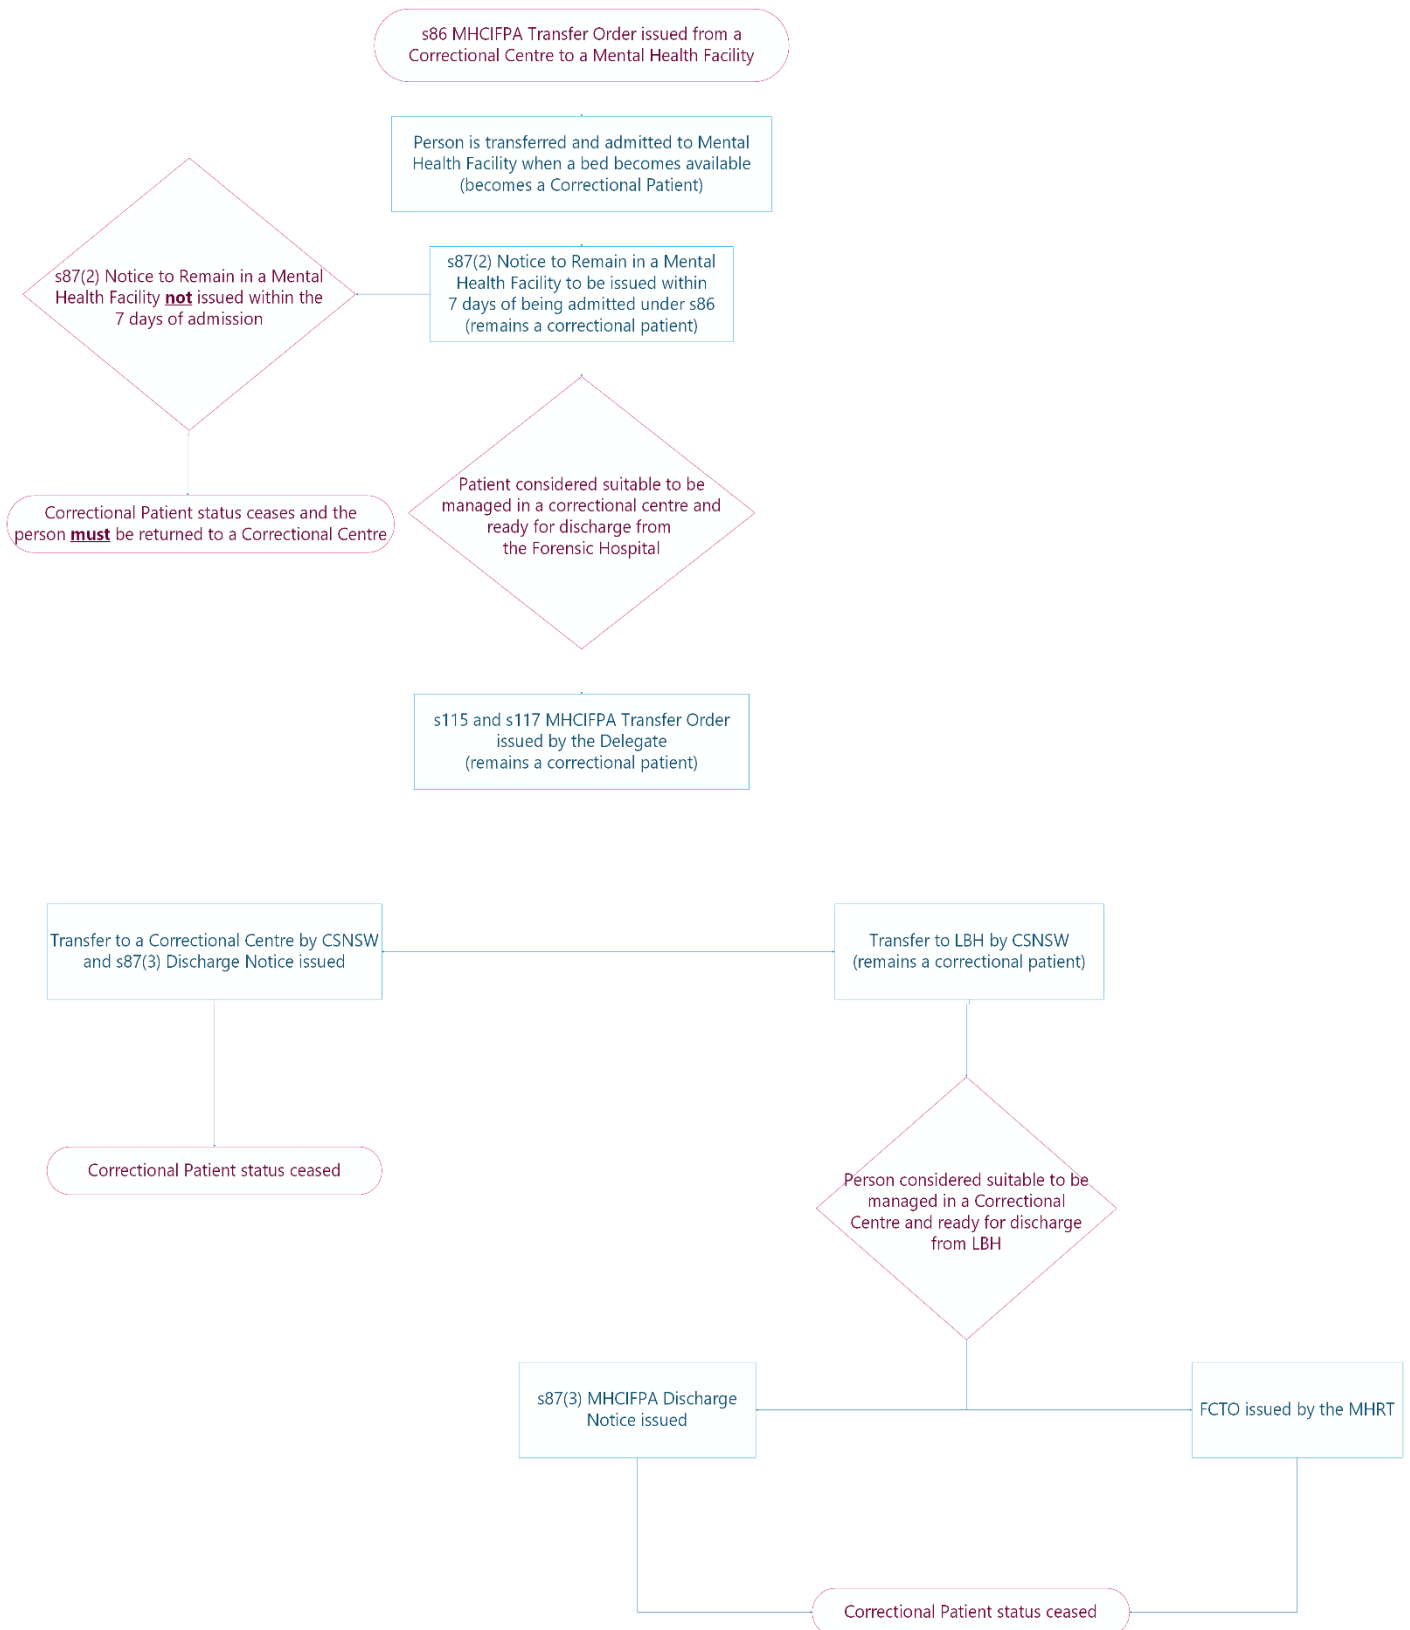 s86 MHCIFPA Transfer Order issued from a
Correctional Centre to a Mental Health Facility
Person is transferred and admitted to Mental
Health Facility when a bed becomes available
(becomes a Correctional Patient)
s87(2) Notice to Remain in a Mental
Health Facility to be issued within
7 days of being admitted under s86
(remains a correctional patient)
s87(2) Notice to Remain in a Mental
Health Facility not issued within the
7 days of admission
Correctional Patient status ceases and the
person must be returned to a Correctional Centre
Patient considered suitable to be
managed in a correctional centre and
ready for discharge from
the Forensic Hospital
s115 and s117 MHCIFPA Transfer Order
issued by the Delegate
(remains a correctional patient)
Transfer to a Correctional Centre by CSNSW
and s87(3) Discharge Notice issued
Transfer to LBH by CSNSW
(remains a correctional patient)
Correctional Patient status ceased
Person considered suitable to be
managed in a Correctional
Centre and ready for discharge
from LBH
s87(3) MHCIFPA Discharge
Notice issued
FCTO issued by the MHRT
Correctional Patient status ceased